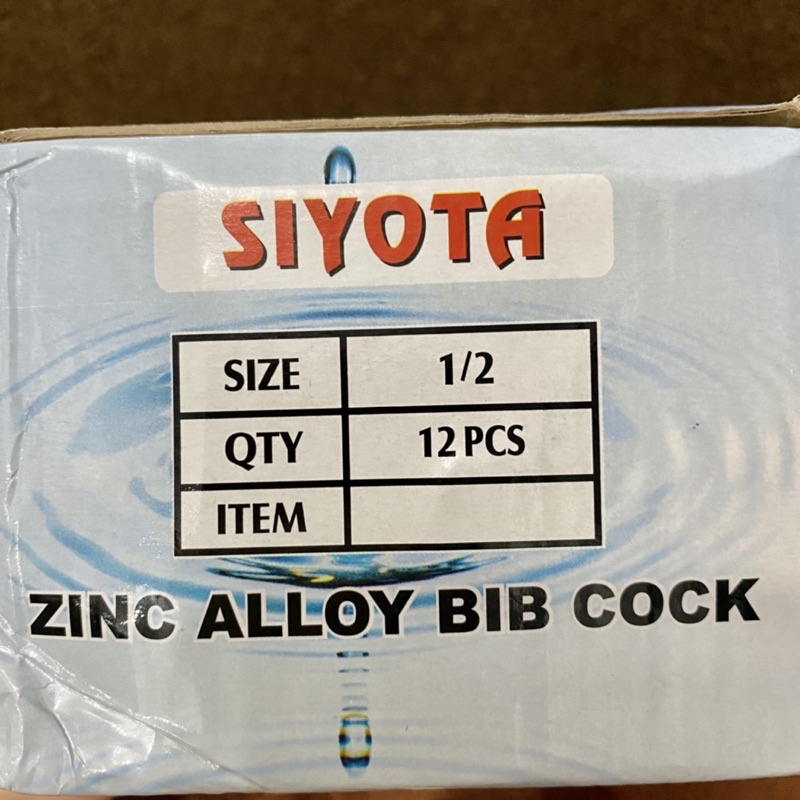 SIYOTA
SIZE 1/2
QTY 12 PCS
ITEM
ZINC ALLOY BIB COCK